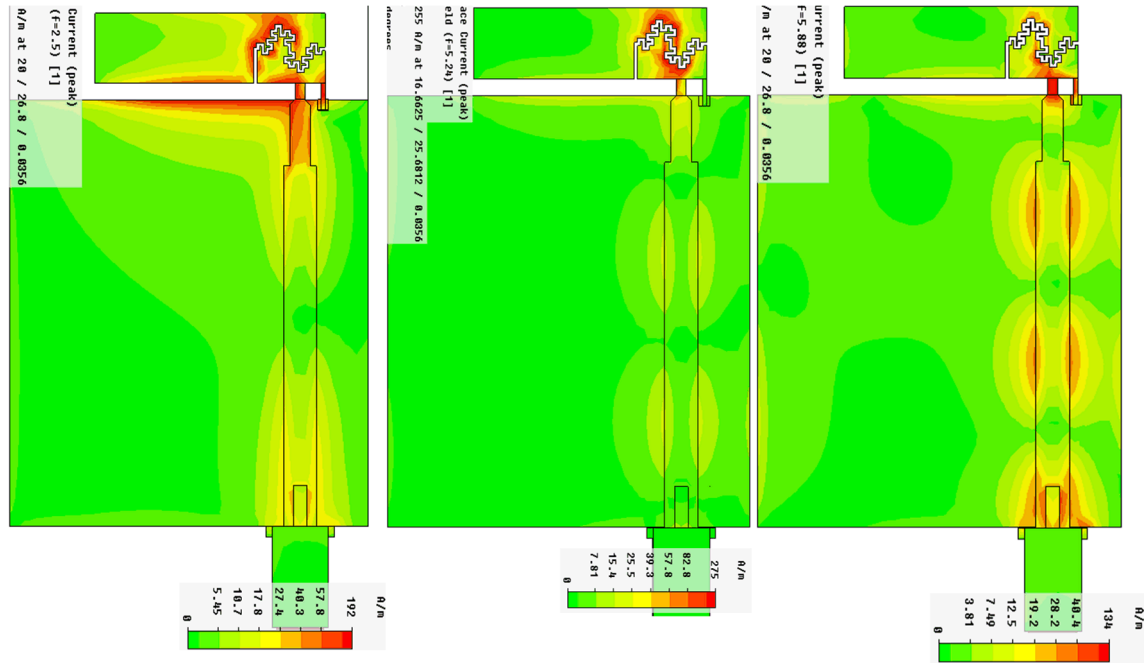 Current (peak)
(f=2.5) [1]
A/m at 20 / 26.8 / 0.0356
ace Current (peak)
eld (f=5.24) [1]
255 A/m at 16.6625 / 25.6812 / 0.0356
degrees
urrent (peak)
f=5.88) [1]
/m at 20 / 26.8 / 0.0356
A/m
192
57.8
40.3
27.4
17.8
10.7
5.45
0
A/m
275
82.8
57.8
39.3
25.5
15.4
7.81
0
A/m
134
40.4
28.2
19.2
12.5
7.49
3.81
0